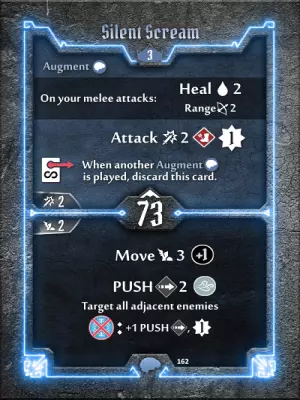 Silent Scream
3
Augment
On your melee attacks:
Heal 2
Range 2
Attack 2 1
When another Augment
is played, discard this card.
2
73
2
Move 3 +1
PUSH 2
Target all adjacent enemies
: +1 PUSH , 1
162